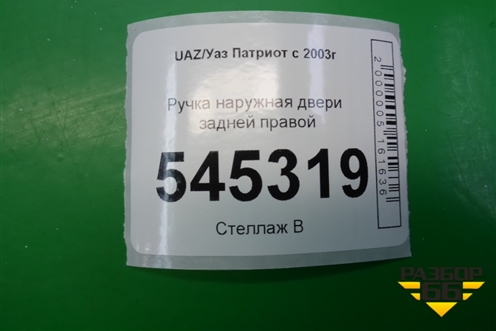 UAZ/Уаз Патриот с 2003г
Ручка наружная двери
задней правой
545319
Стеллаж В
2000005161636
РАЗБОР
66